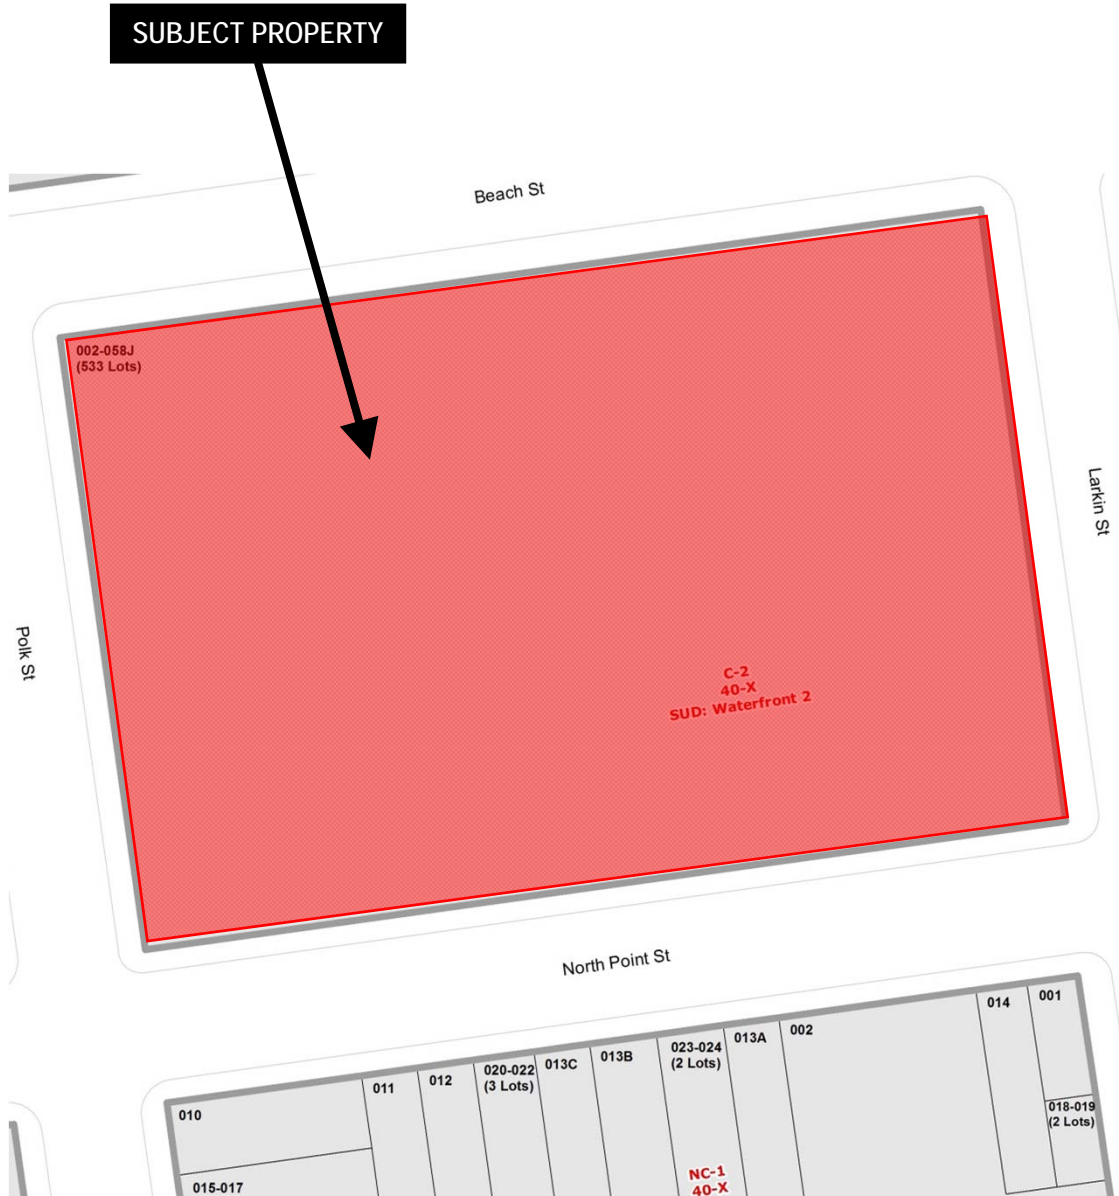 SUBJECT PROPERTY
Beach St
002-058J
(533 Lots)
Larkin St
Polk St
C-2
40-X
SUD: Waterfront 2
North Point St
010
011
012
020-022
(3 Lots)
013C
013B
023-024
(2 Lots)
013A
002
014
001
018-019
(2 Lots)
015-017
NC-1
40-X